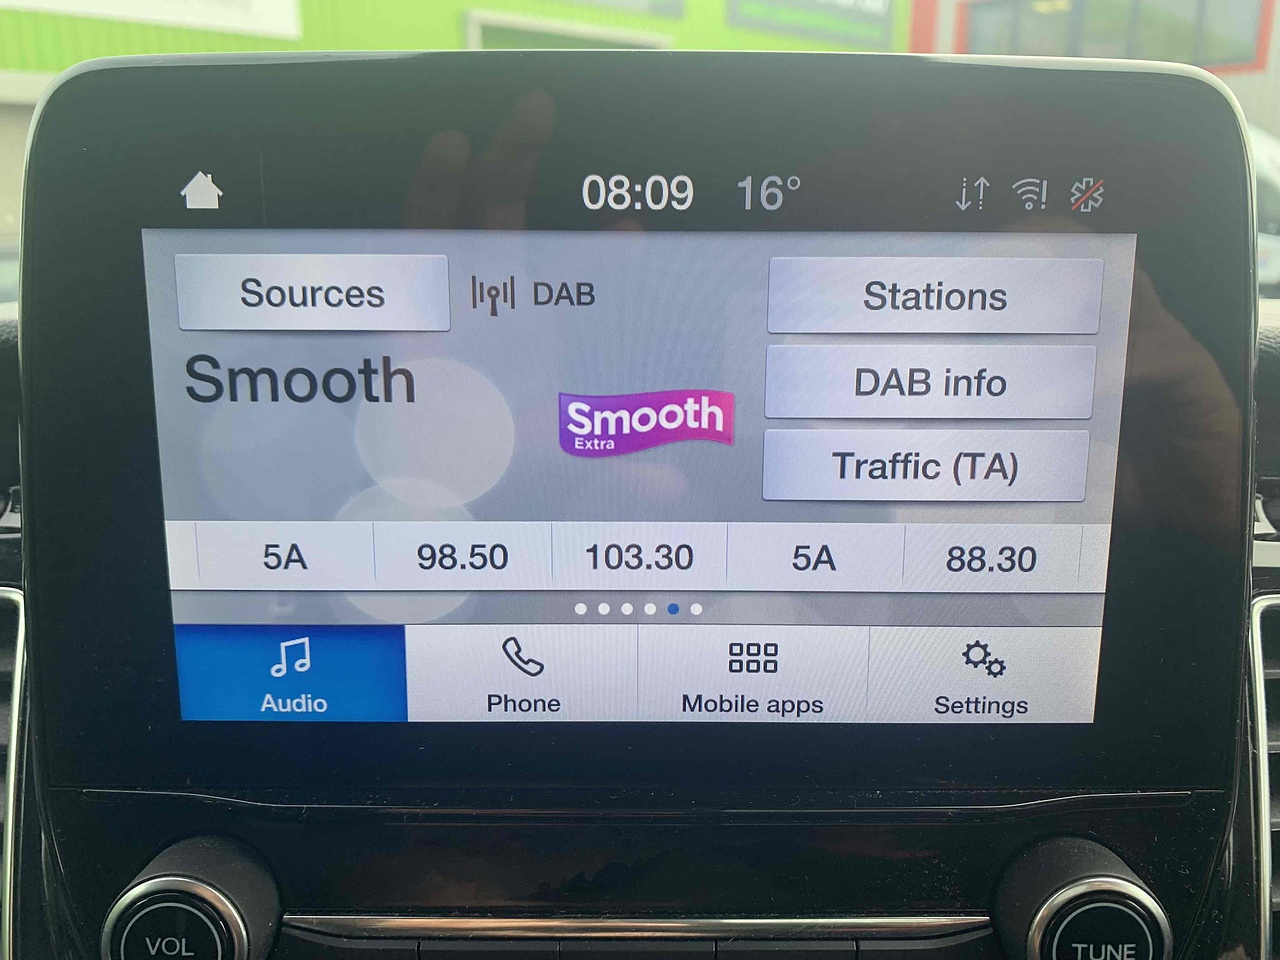 08:09 16°
Sources
DAB
Stations
Smooth
Smooth
Extra
DAB info
Traffic (TA)
5A
98.50
103.30
5A
88.30
Audio
Phone
Mobile apps
Settings
VOL
TUNE